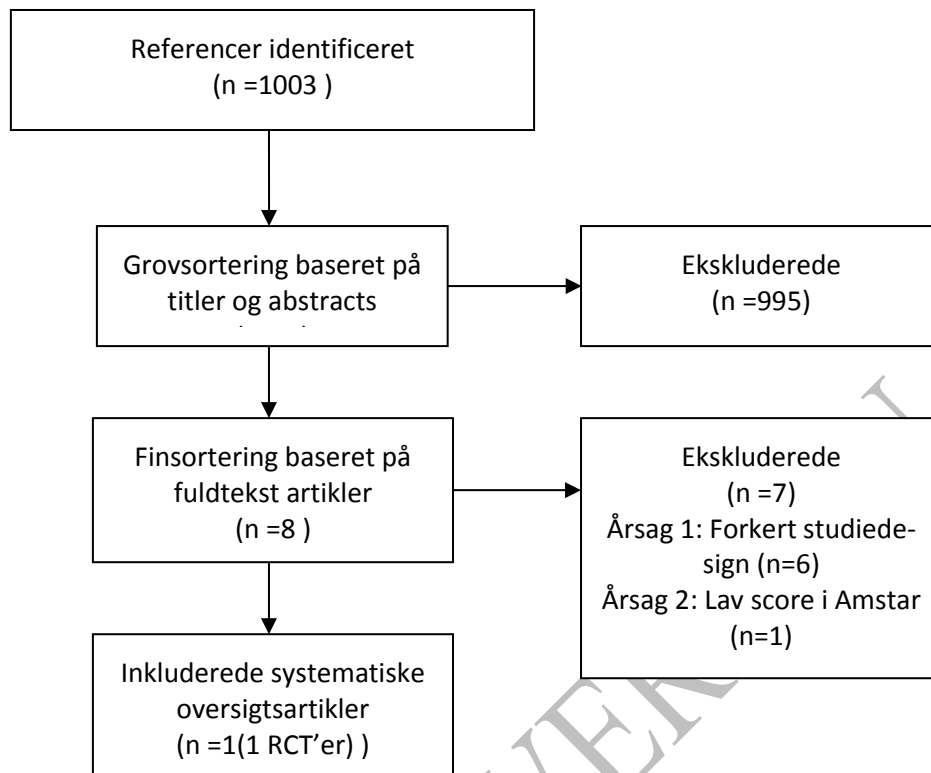 Referencer identificeret
(n =1003 )
Grovsortering baseret på
titler og abstracts
Ekskluderede
(n =995)
Finsortering baseret på
fuldtekst artikler
(n =8 )
Ekskluderede
(n =7)
Årsag 1: Forkert studiede-
sign (n=6)
Årsag 2: Lav score i Amstar
(n=1)
Inkluderede systematiske
oversigtsartikler
(n =1(1 RCT’er) )
VER